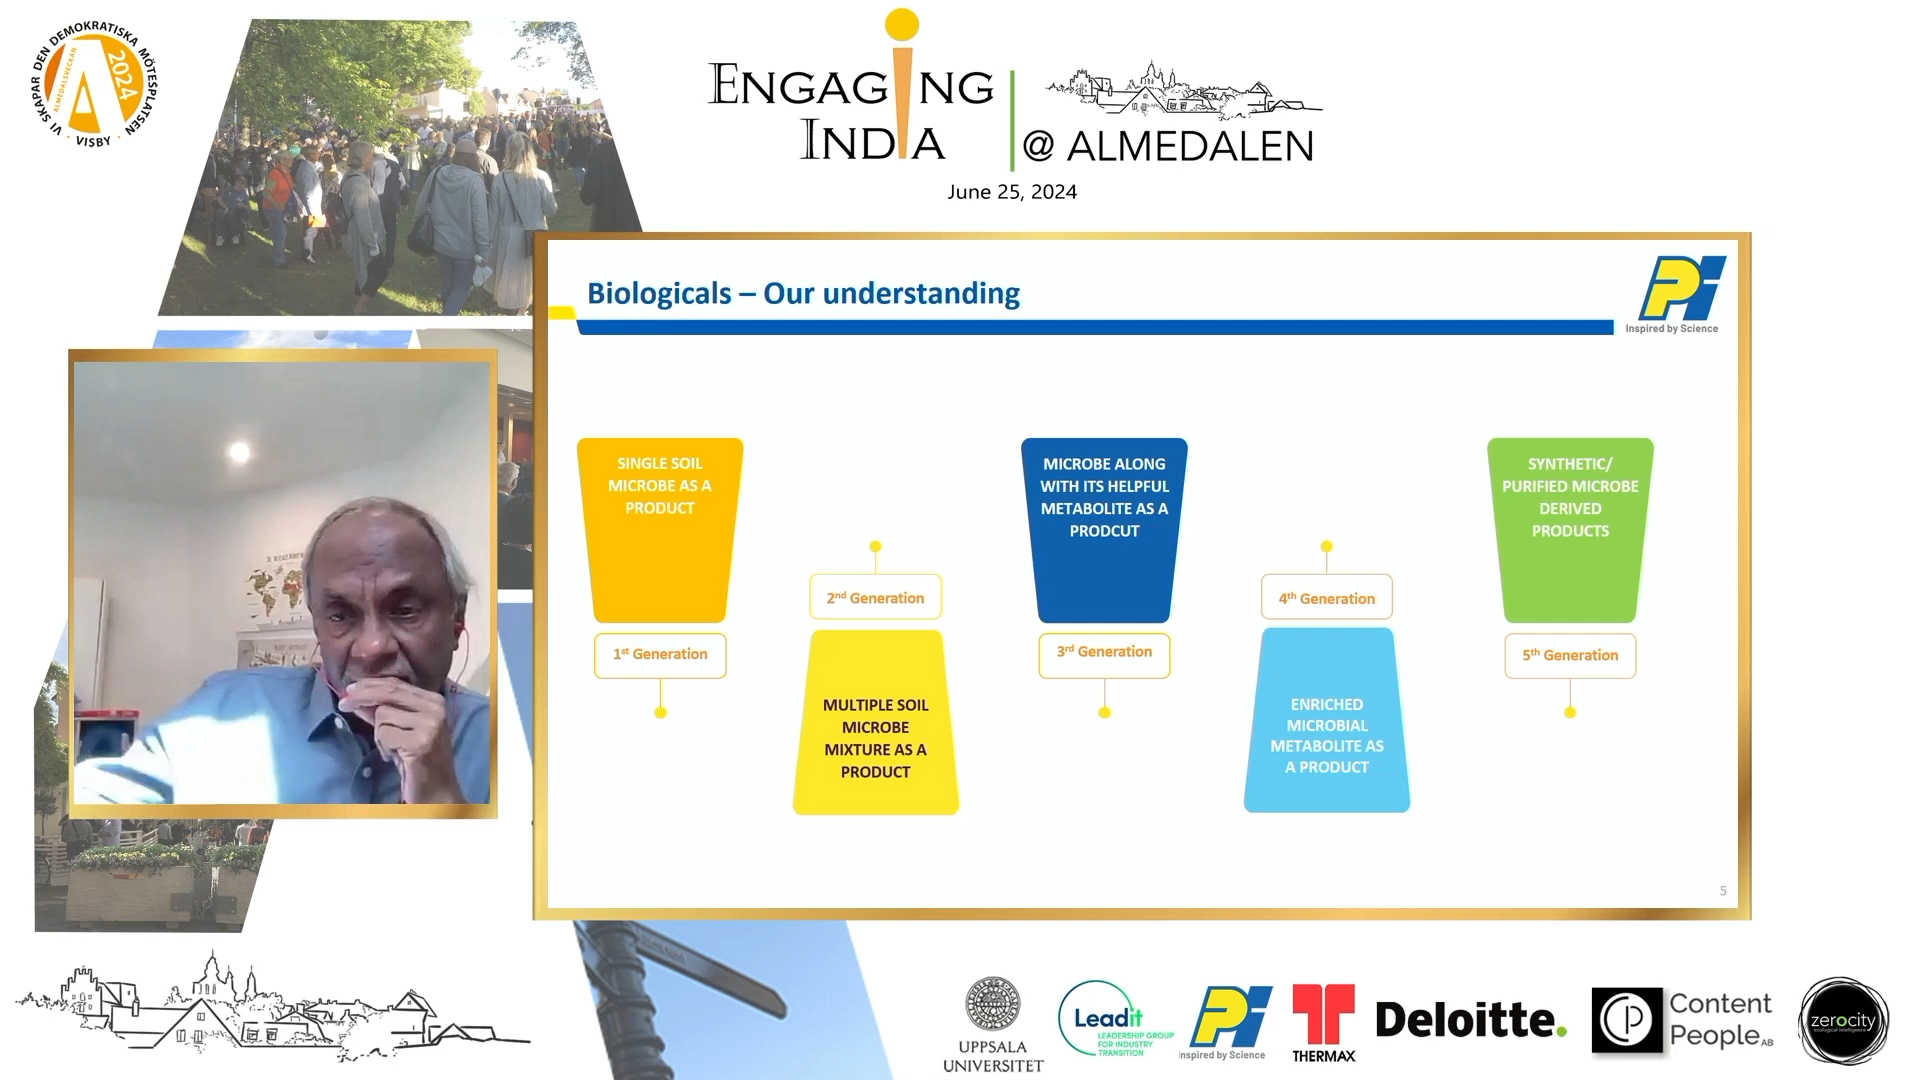 VI SKAPAR DEN DEMOKRATISKA MÖTESPLATSEN
ALMEDALSVECKAN
2024
VISBY
ENGAGING
INDIA
@ ALMEDALEN
June 25, 2024
Biologicals – Our understanding
Pi
Inspired by Science
SINGLE SOIL
MICROBE AS A
PRODUCT
1st Generation
2nd Generation
MULTIPLE SOIL
MICROBE
MIXTURE AS A
PRODUCT
MICROBE ALONG
WITH ITS HELPFUL
METABOLITE AS A
PRODCUT
3rd Generation
4th Generation
ENRICHED
MICROBIAL
METABOLITE AS
A PRODUCT
SYNTHETIC/
PURIFIED MICROBE
DERIVED
PRODUCTS
5th Generation
5
UPPSALA
UNIVERSITET
Leadit
LEADERSHIP GROUP
FOR INDUSTRY
TRANSITION
Pi
Inspired by Science
THERMAX
Deloitte.
Content
People AB
zerocity
ecological intelligence